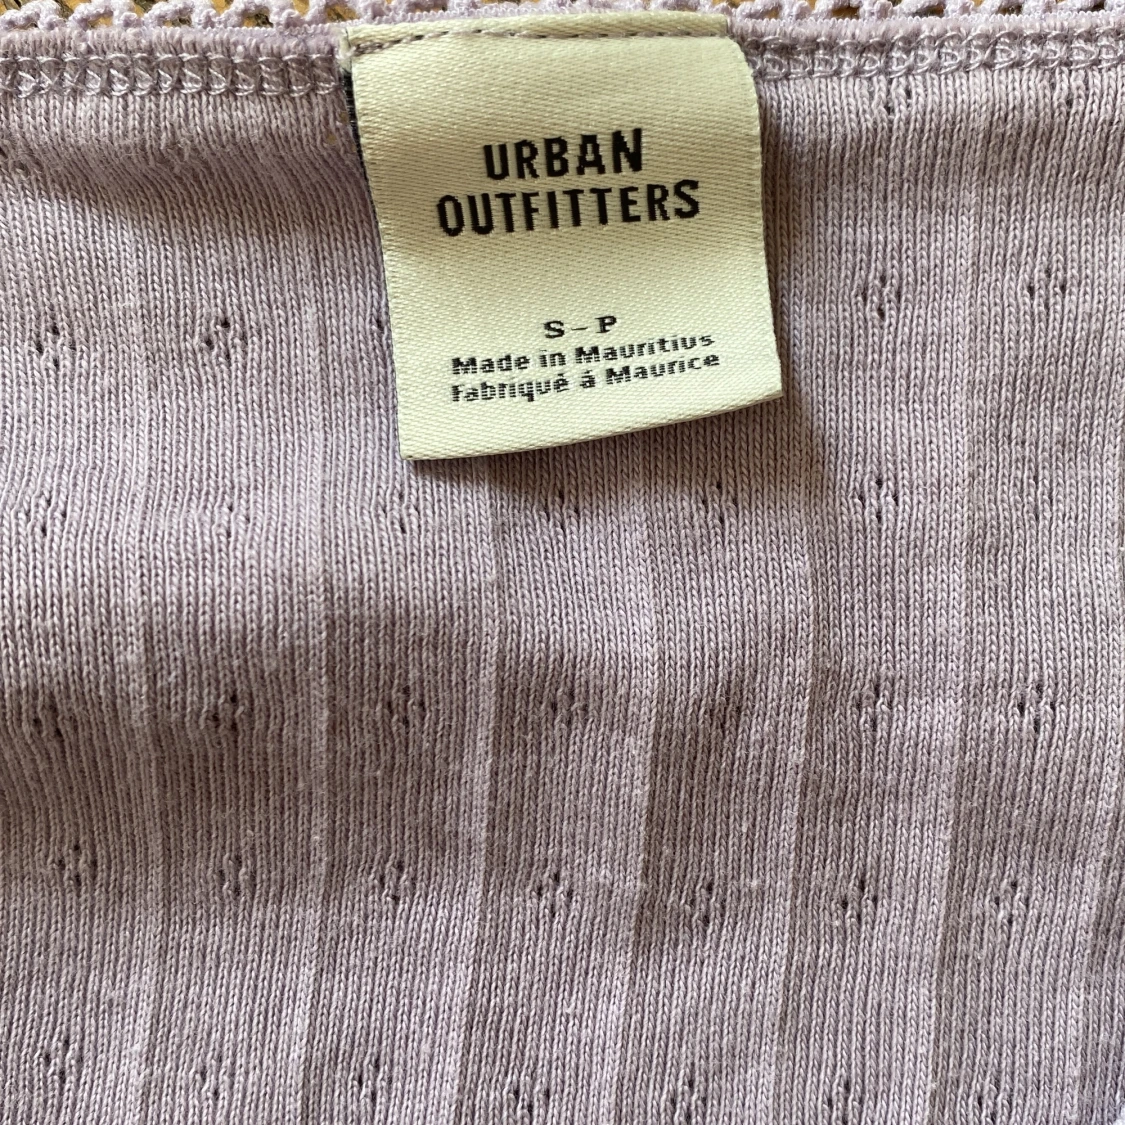 URBAN
OUTFITTERS
S-P
Made in Mauritius
Fabriqué à Maurice